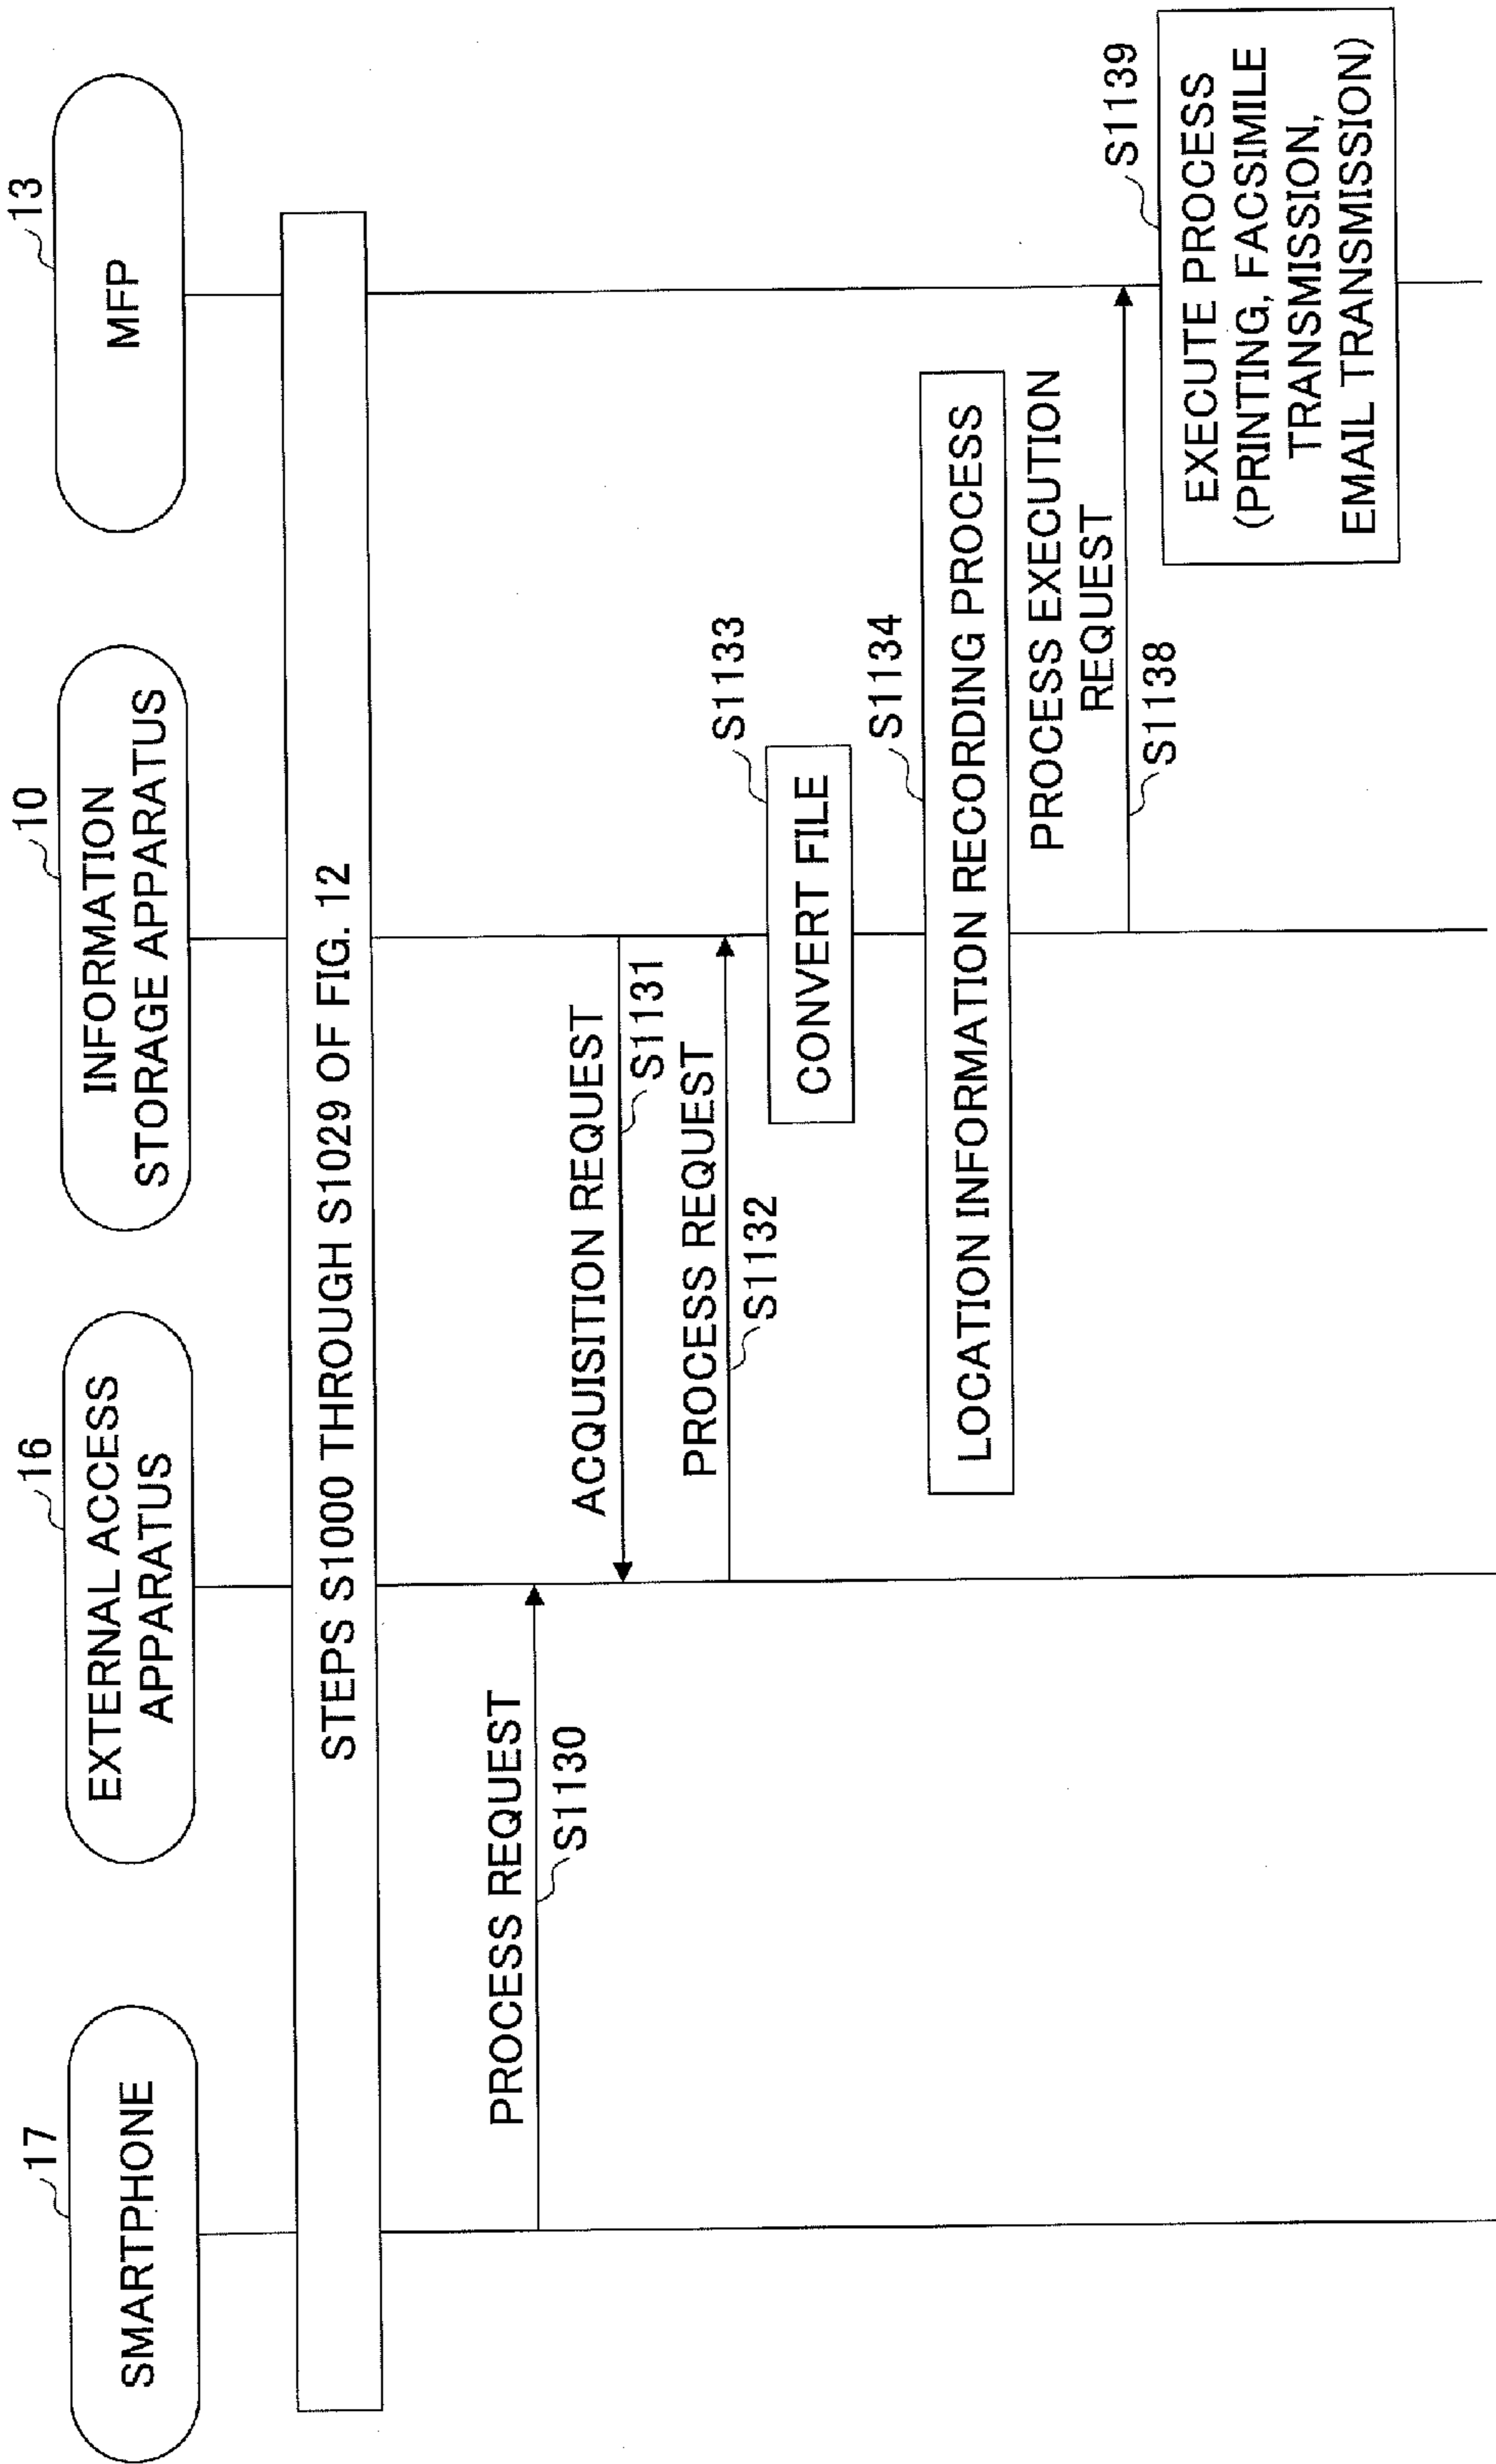 17
SMARTPHONE
16
EXTERNAL ACCESS
APPARATUS
10
INFORMATION
STORAGE APPARATUS
13
MFP
STEPS S1000 THROUGH S1029 OF FIG. 12
PROCESS REQUEST
S1130
ACQUISITION REQUEST
S1131
PROCESS REQUEST
S1132
S1133
CONVERT FILE
S1134
LOCATION INFORMATION RECORDING PROCESS
PROCESS EXECUTION
REQUEST
S1138
S1139
EXECUTE PROCESS
(PRINTING, FACSIMILE
TRANSMISSION,
EMAIL TRANSMISSION)